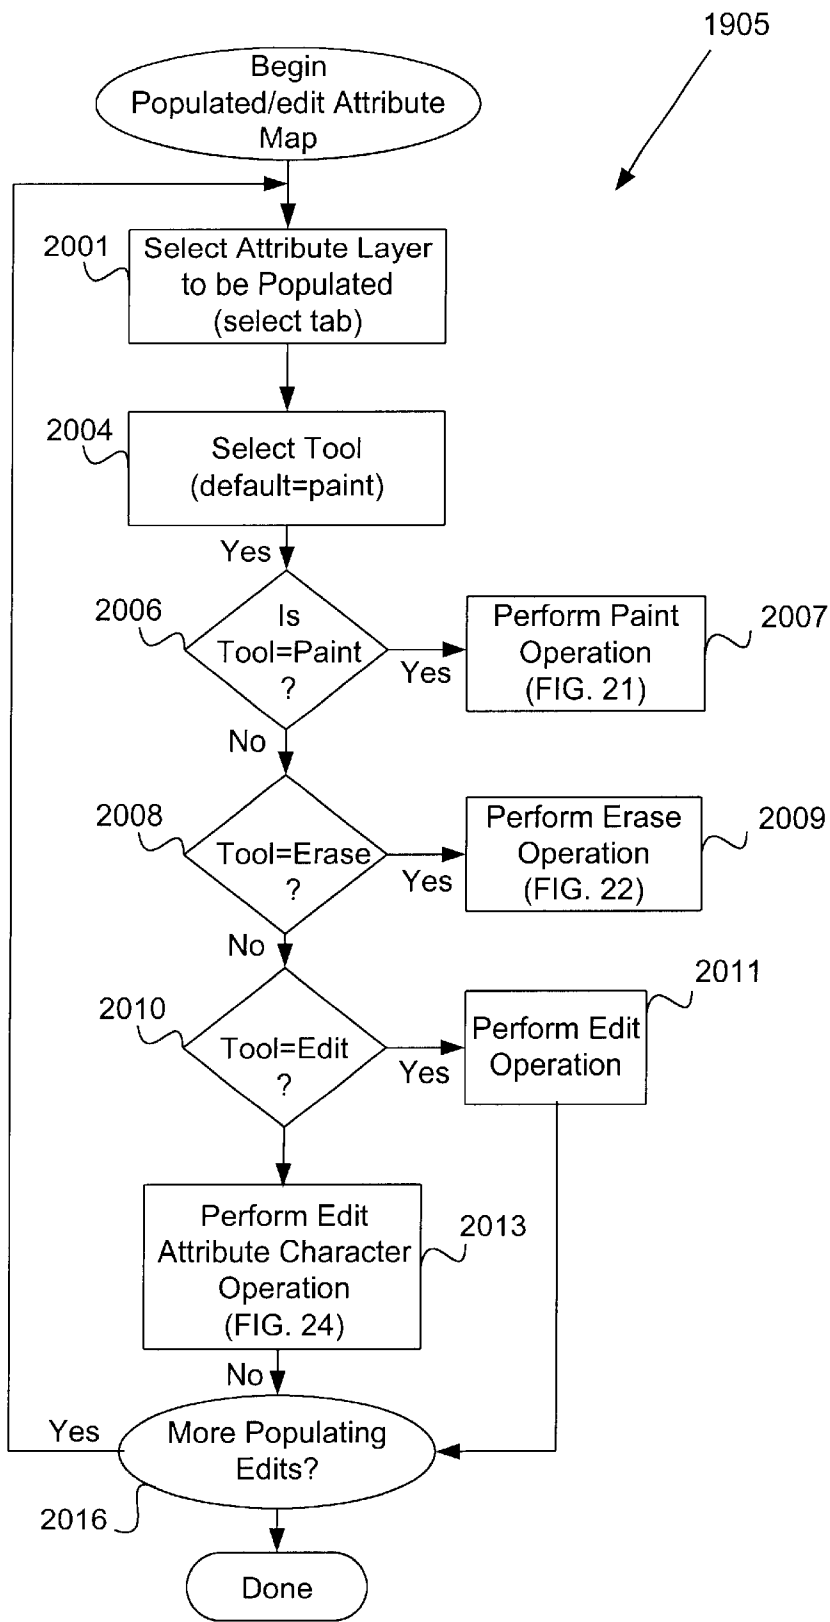 1905
Begin
Populated/edit Attribute
Map
2001
Select Attribute Layer
to be Populated
(select tab)
2004
Select Tool
(default=paint)
Yes
2006
Is
Tool=Paint
?
Yes
Perform Paint
Operation
(FIG. 21)
2007
No
2008
Tool=Erase
?
Yes
Perform Erase
Operation
(FIG. 22)
2009
No
2010
Tool=Edit
?
Yes
Perform Edit
Operation
2011
Perform Edit
Attribute Character
Operation
(FIG. 24)
2013
No
Yes
More Populating
Edits?
2016
Done